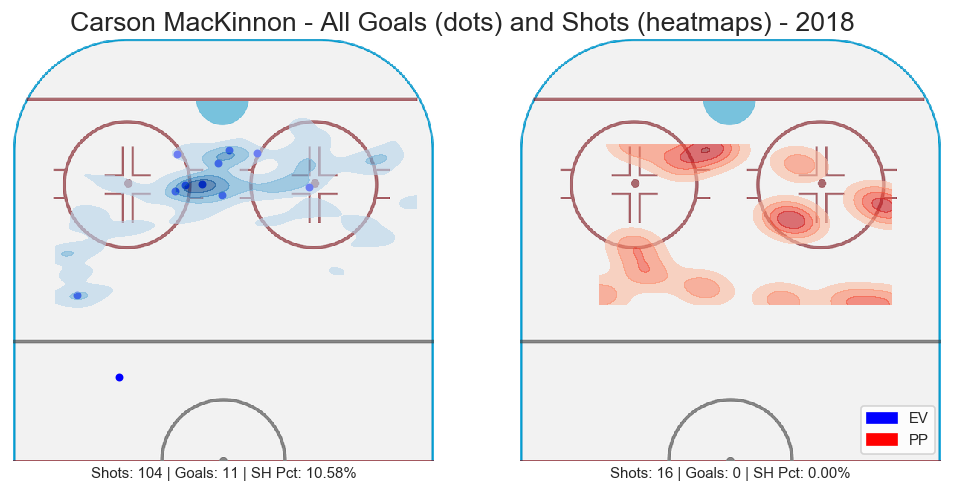 Carson MacKinnon - All Goals (dots) and Shots (heatmaps) - 2018
EV
PP
Shots: 104 | Goals: 11 | SH Pct: 10.58%
Shots: 16 | Goals: 0 | SH Pct: 0.00%